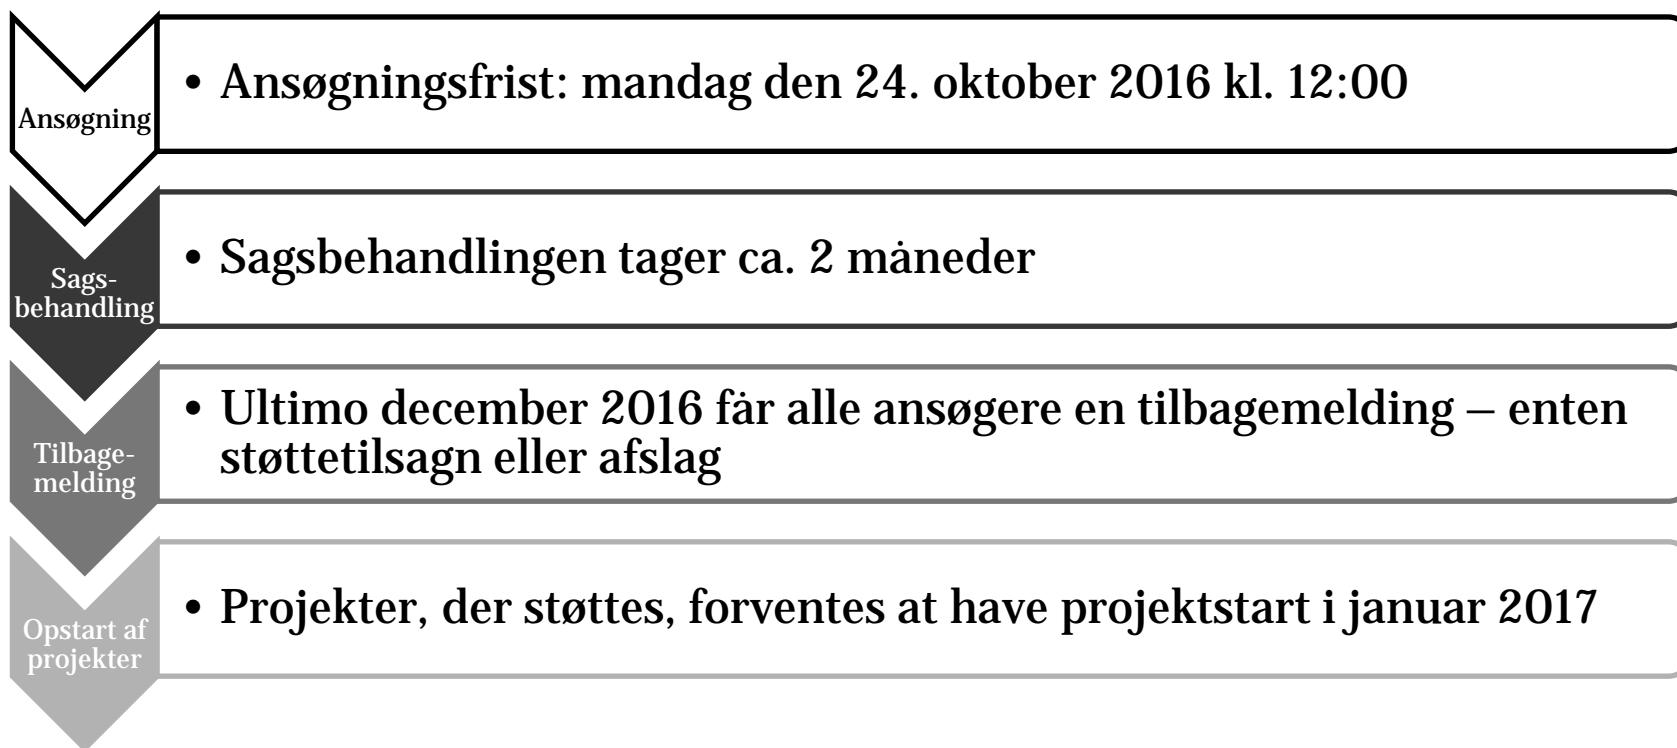 Ansøgning
• Ansøgningsfrist: mandag den 24. oktober 2016 kl. 12:00
Sags-
behandling
• Sagsbehandlingen tager ca. 2 måneder
Tilbage-
melding
• Ultimo december 2016 får alle ansøgere en tilbagemelding – enten
støttetilsagn eller afslag
Opstart af
projekter
• Projekter, der støttes, forventes at have projektstart i januar 2017